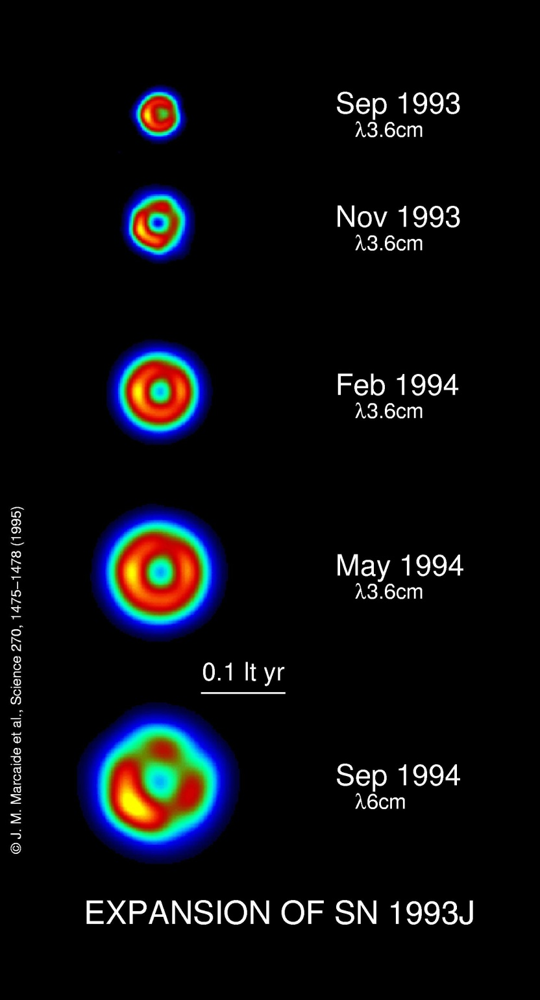 Sep 1993
λ3.6cm
Nov 1993
λ3.6cm
Feb 1994
λ3.6cm
May 1994
λ3.6cm
0.1 lt yr
Sep 1994
λ6cm
EXPANSION OF SN 1993J
© J. M. Marcaide et al., Science 270, 1475–1478 (1995)